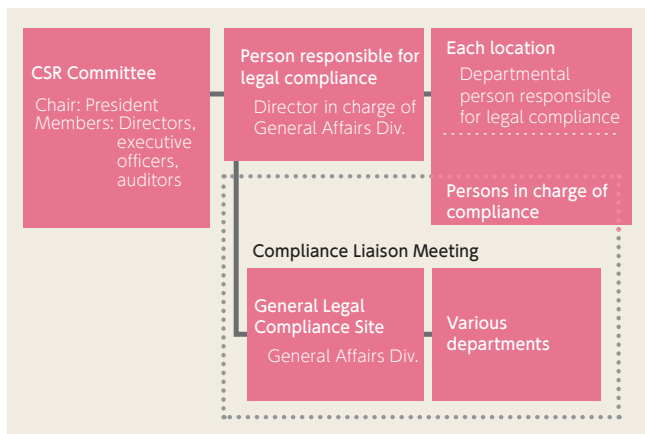 CSR Committee
Chair: President
Members: Directors,
executive
officers,
auditors
Person responsible for
legal compliance
Director in charge of
General Affairs Div.
Each location
Departmental
person responsible
for legal compliance
Persons in charge of
compliance
Compliance Liaison Meeting
General Legal
Compliance Site
General Affairs Div.
Various
departments